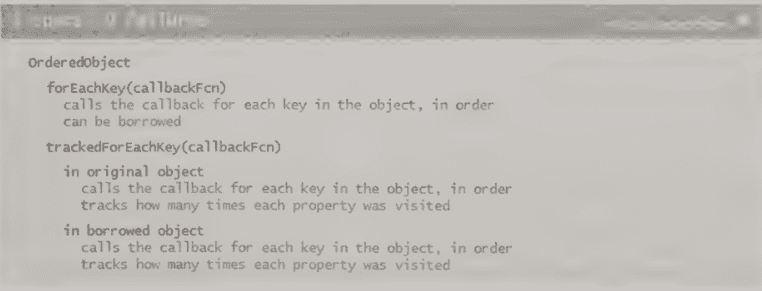 OrderedObject
forEachKey(callbackFcn)
calls the callback for each key in the object, in order
can be borrowed
trackedForEachKey(callbackFcn)
in original object
calls the callback for each key in the object, in order
tracks how many times each property was visited
in borrowed object
calls the callback for each key in the object, in order
tracks how many times each property was visited